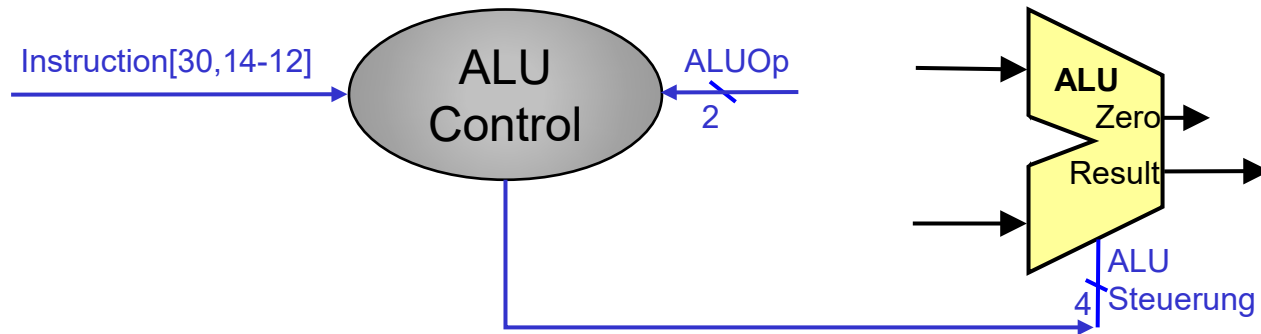 Instruction[30,14-12]
ALU
Control
ALUOp
2
ALU
Zero
Result
ALU
Steuerung
4